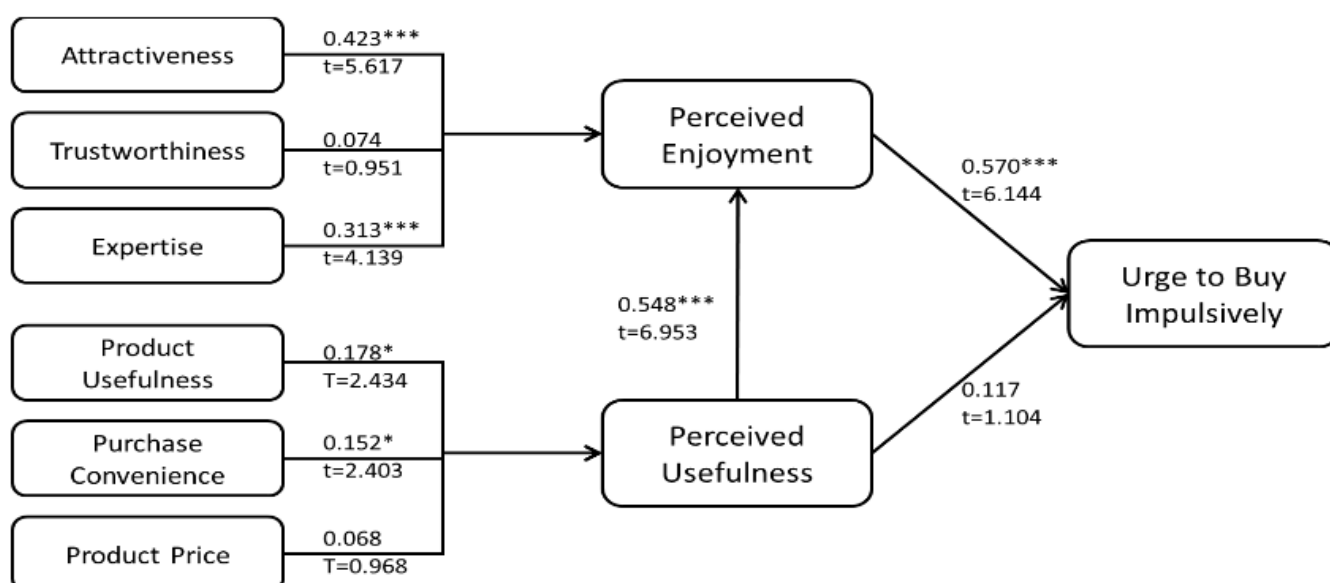 Attractiveness
0.423***
t=5.617
Trustworthiness
0.074
t=0.951
Expertise
0.313***
t=4.139
Product
Usefulness
0.178*
T=2.434
Purchase
Convenience
0.152*
t=2.403
Product Price
0.068
T=0.968
Perceived
Enjoyment
0.548***
t=6.953
Perceived
Usefulness
0.570***
t=6.144
0.117
t=1.104
Urge to Buy
Impulsively